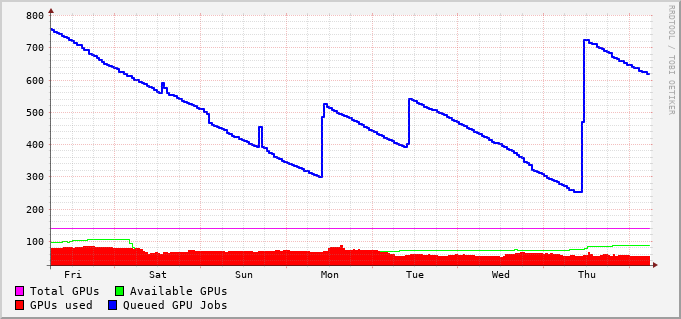 800
700
600
500
400
300
200
100
Fri Sat Sun Mon Tue Wed Thu
Total GPUs Available GPUs
GPUs used Queued GPU Jobs
RRDTOOL / TOBI OETIKER